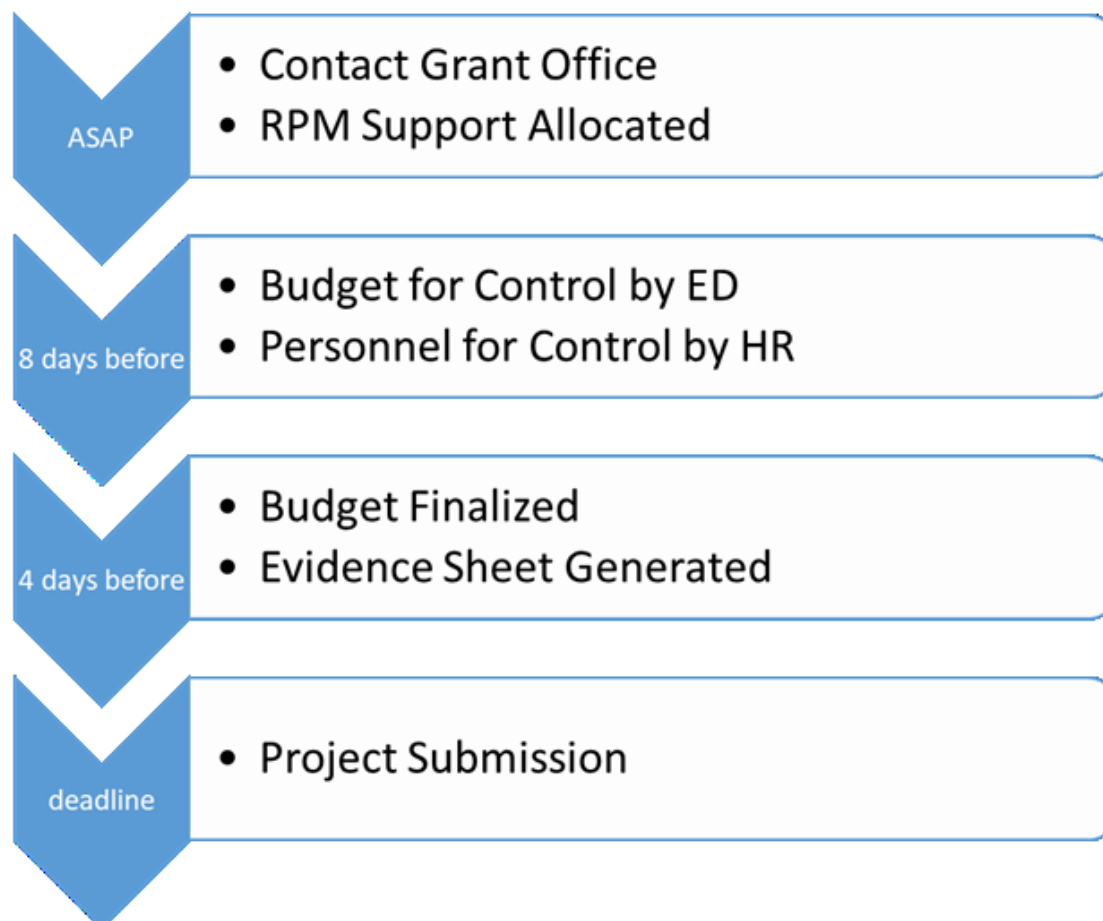 ASAP
• Contact Grant Office
• RPM Support Allocated
8 days before
• Budget for Control by ED
• Personnel for Control by HR
4 days before
• Budget Finalized
• Evidence Sheet Generated
deadline
• Project Submission